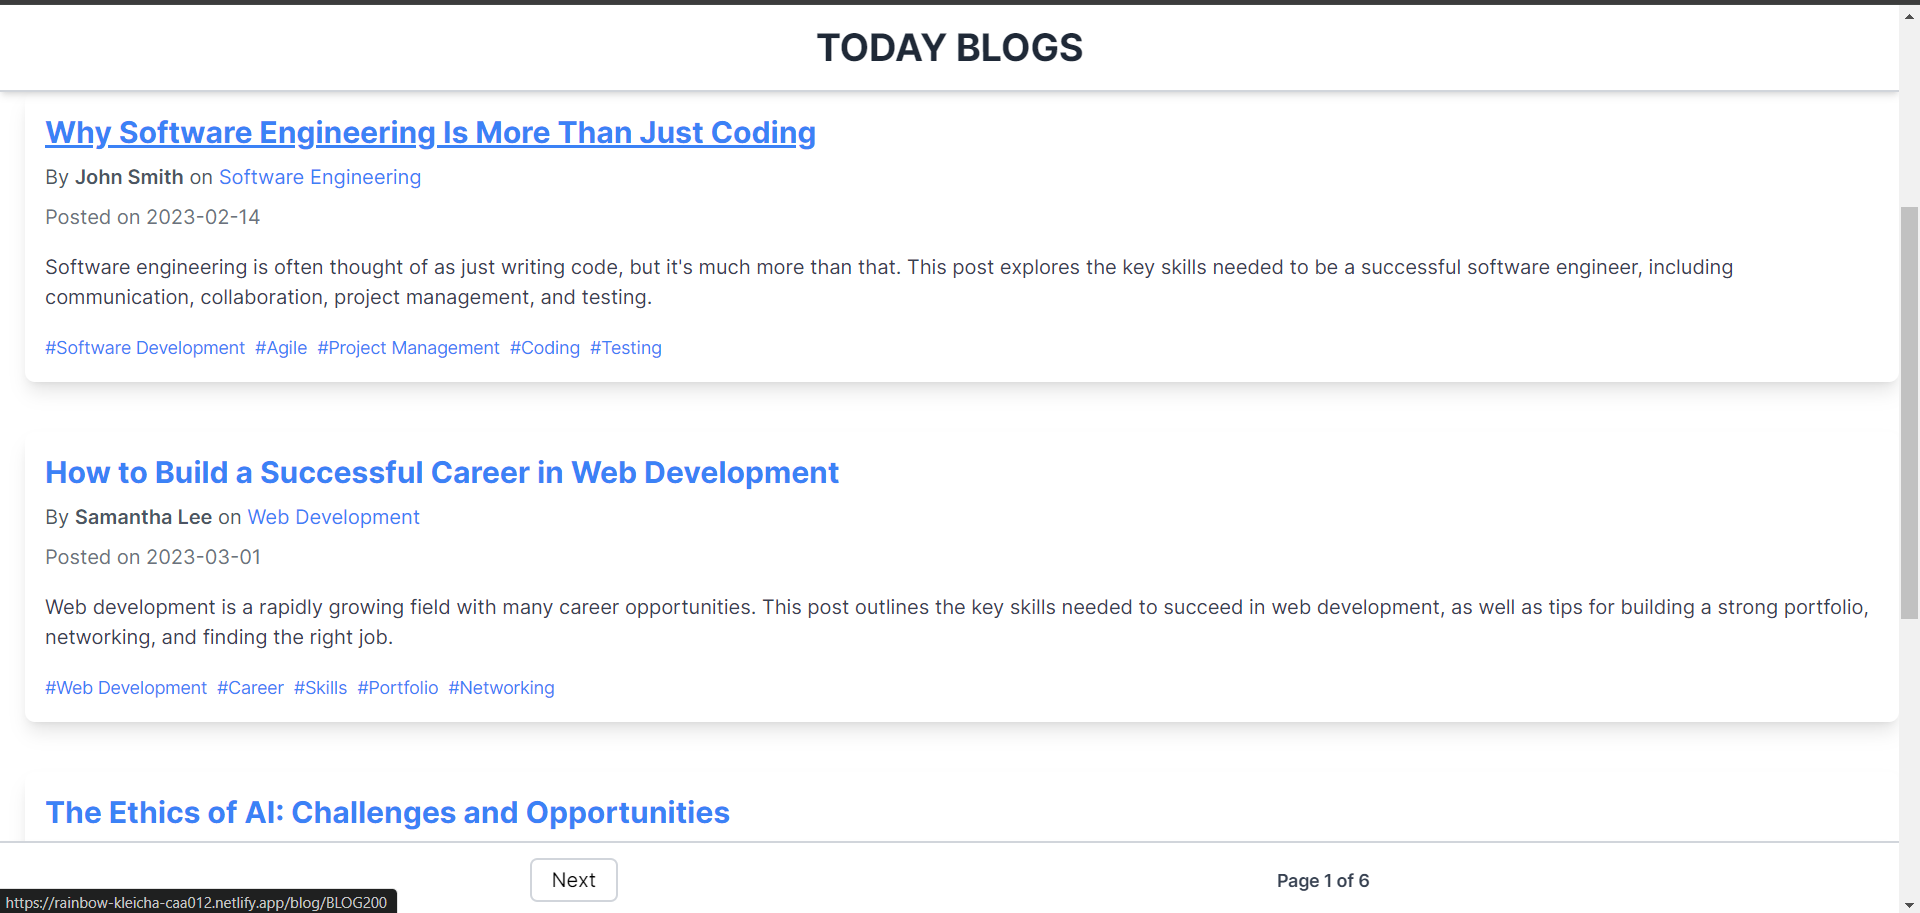 TODAY BLOGS
Why Software Engineering Is More Than Just Coding
By John Smith on Software Engineering
Posted on 2023-02-14
Software engineering is often thought of as just writing code, but it's much more than that. This post explores the key skills needed to be a successful software engineer, including
communication, collaboration, project management, and testing.
#Software Development #Agile #Project Management #Coding #Testing
How to Build a Successful Career in Web Development
By Samantha Lee on Web Development
Posted on 2023-03-01
Web development is a rapidly growing field with many career opportunities. This post outlines the key skills needed to succeed in web development, as well as tips for building a strong portfolio,
networking, and finding the right job.
#Web Development #Career #Skills #Portfolio #Networking
The Ethics of AI: Challenges and Opportunities
Next
Page 1 of 6
https://rainbow-kleicha-caa012.netlify.app/blog/BLOG200